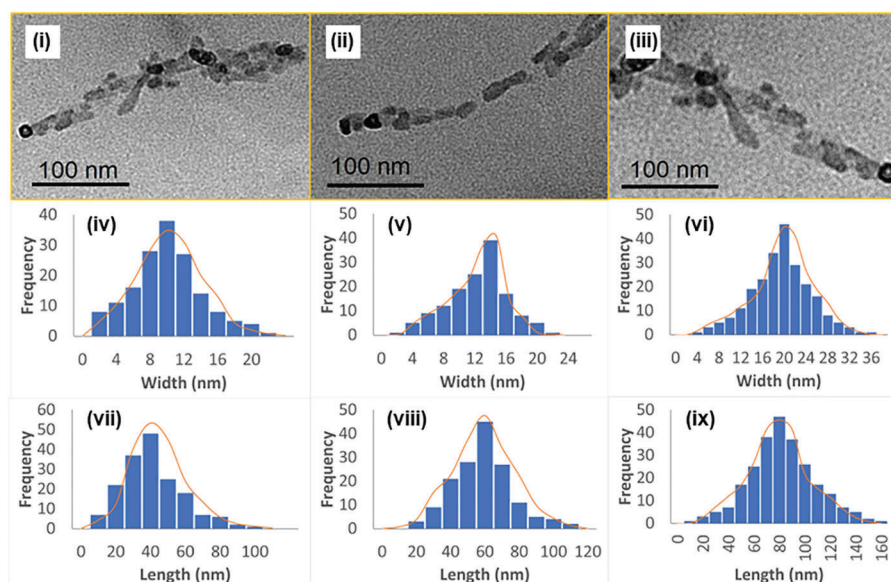 (i) (ii) (iii)
100 nm 100 nm 100 nm
(iv)
Frequency
40
30
20
10
0
0 4 8 12 16 20
Width (nm)
(v)
Frequency
50
40
30
20
10
0
0 4 8 12 16 20 24
Width (nm)
(vi)
Frequency
50
40
30
20
10
0
0 4 8 12 16 20 24 28 32 36
Width (nm)
(vii)
Frequency
60
50
40
30
20
10
0
0 20 40 60 80 100
Length (nm)
(viii)
Frequency
50
40
30
20
10
0
0 20 40 60 80 100 120
Length (nm)
(ix)
Frequency
50
40
30
20
10
0
0 20 40 60 80 100 120 140 160
Length (nm)